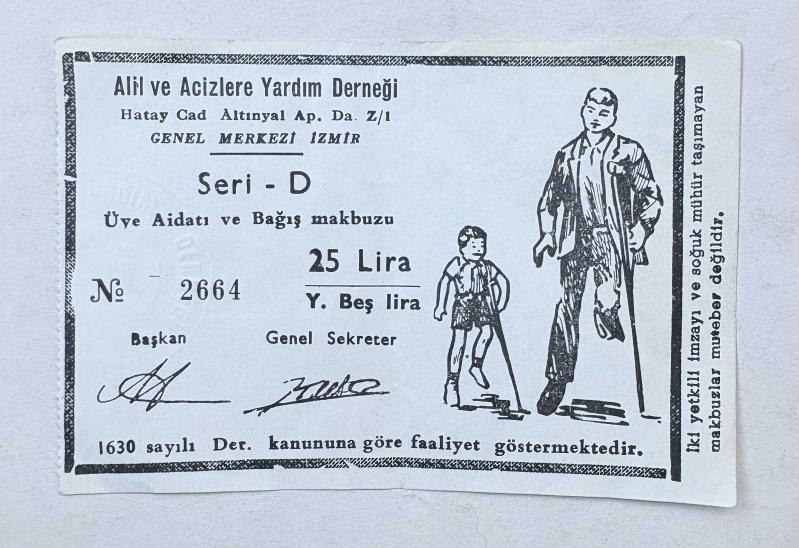 Alil ve Acizlere Yardım Derneği
Hatay Cad Altınyal Ap. Da. Z/1
GENEL MERKEZİ İZMİR
Seri - D
Üye Aidatı ve Bağış makbuzu
25 Lira
Y. Beş lira
№ 2664
Başkan
Genel Sekreter
1630 sayılı Der. kanununa göre faaliyet göstermektedir.
İki yetkili imzayı ve soğuk mühür taşımayan
makbuzlar muteber değildir.